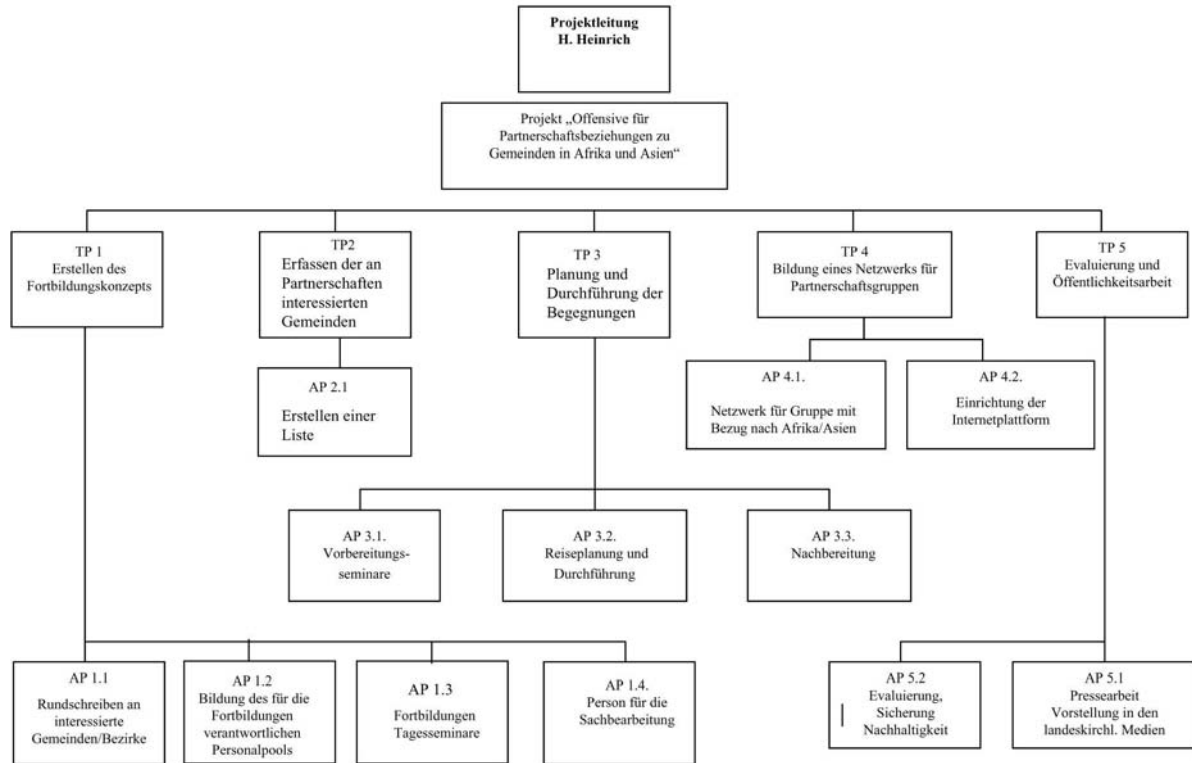 Projektleitung
H. Heinrich
Projekt „Offensive für
Partnerschaftsbeziehungen zu
Gemeinden in Afrika und Asien“
TP 1
Erstellen des
Fortbildungskonzepts
TP2
Erfassen der an
Partnerschaften
interessierten
Gemeinden
TP 3
Planung und
Durchführung der
Begegnungen
TP 4
Bildung eines Netzwerks für
Partnerschaftsgruppen
TP 5
Evaluierung und
Öffentlichkeitsarbeit
AP 2.1
Erstellen einer
Liste
AP 4.1.
Netzwerk für Gruppe mit
Bezug nach Afrika/Asien
AP 4.2.
Einrichtung der
Internetplattform
AP 3.1.
Vorbereitungs-
seminare
AP 3.2.
Reiseplanung und
Durchführung
AP 3.3.
Nachbereitung
AP 1.1
Rundschreiben an
interessierte
Gemeinden/Bezirke
AP 1.2
Bildung des für die
Fortbildungen
verantwortlichen
Personalpools
AP 1.3
Fortbildungen
Tagesseminare
AP 1.4.
Person für die
Sachbearbeitung
AP 5.2
Evaluierung,
Sicherung
Nachhaltigkeit
AP 5.1
Pressearbeit
Vorstellung in den
landeskirchl. Medien